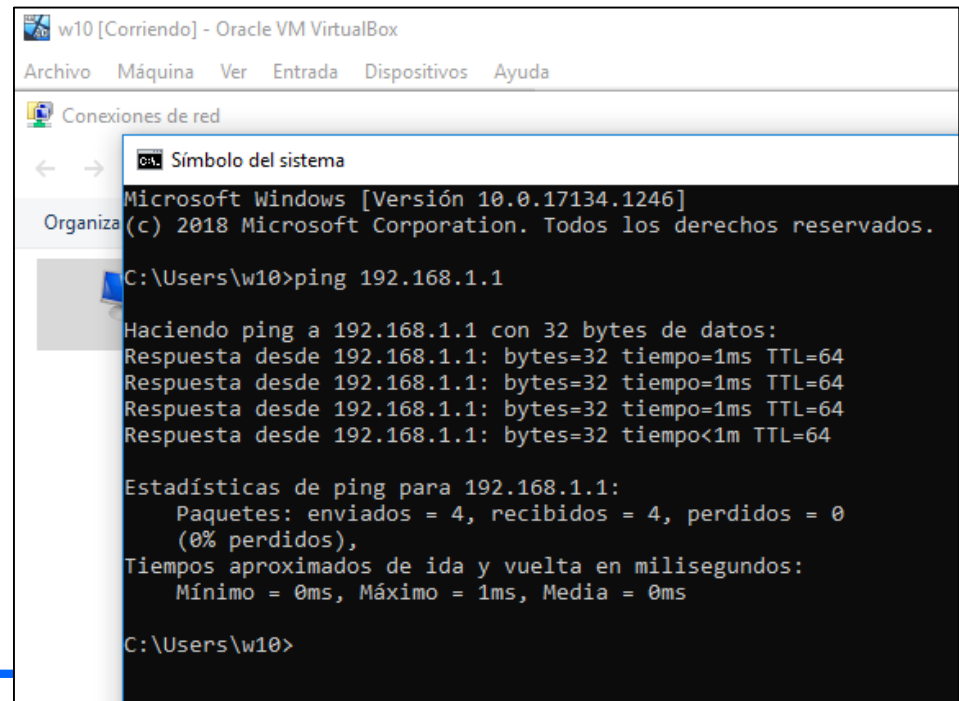 w10 [Corriendo] - Oracle VM VirtualBox
Archivo Máquina Ver Entrada Dispositivos Ayuda
Conexiones de red
Símbolo del sistema
Organiza
Microsoft Windows [Versión 10.0.17134.1246]
(c) 2018 Microsoft Corporation. Todos los derechos reservados.
C:\Users\w10>ping 192.168.1.1
Haciendo ping a 192.168.1.1 con 32 bytes de datos:
Respuesta desde 192.168.1.1: bytes=32 tiempo=1ms TTL=64
Respuesta desde 192.168.1.1: bytes=32 tiempo=1ms TTL=64
Respuesta desde 192.168.1.1: bytes=32 tiempo=1ms TTL=64
Respuesta desde 192.168.1.1: bytes=32 tiempo<1m TTL=64
Estadísticas de ping para 192.168.1.1:
Paquetes: enviados = 4, recibidos = 4, perdidos = 0
(0% perdidos),
Tiempos aproximados de ida y vuelta en milisegundos:
Mínimo = 0ms, Máximo = 1ms, Media = 0ms
C:\Users\w10>